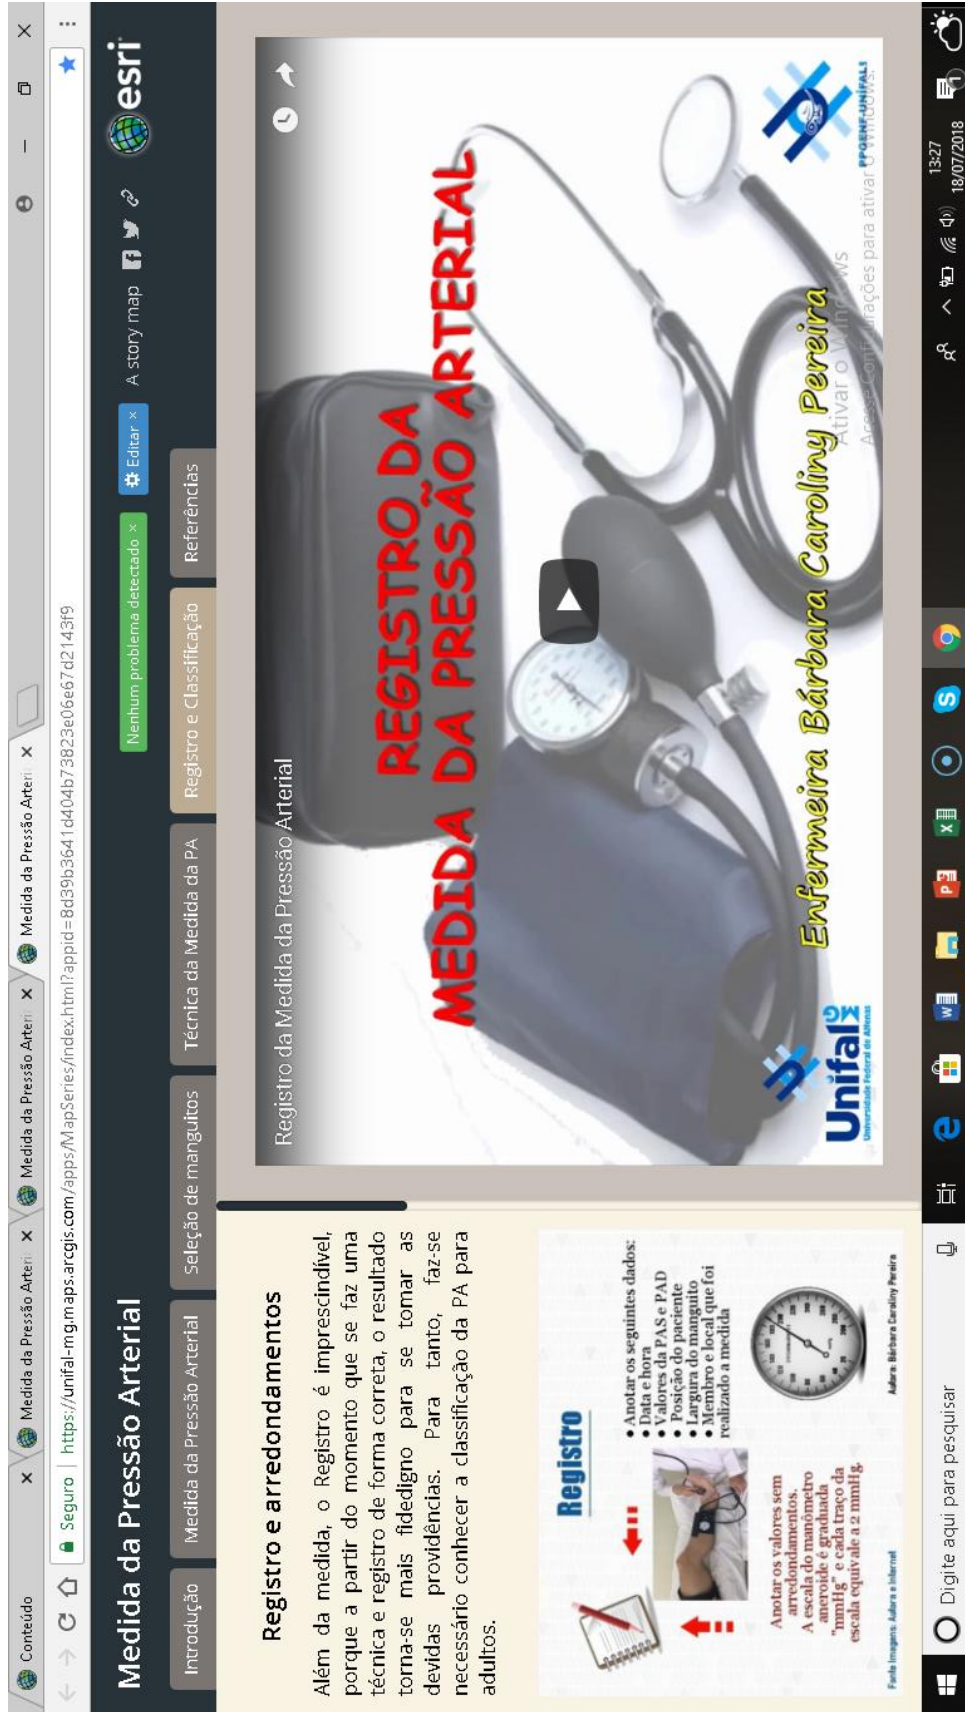 Conteúdo
Medida da Pressão Arteri
Medida da Pressão Arteri
Medida da Pressão Arteri
Seguro
https://unifal-mg.maps.arcgis.com/apps/MapSeries/index.html?appid=8d39b3641d404b73823e06e67d2143f9
Medida da Pressão Arterial
Nenhum problema detectado ×
Editar ×
A story map
esri
Introdução
Medida da Pressão Arterial
Seleção de manguitos
Técnica da Medida da PA
Registro e Classificação
Referências
Registro e arredondamentos
Além da medida, o Registro é imprescindível,
porque a partir do momento que se faz uma
técnica e registro de forma correta, o resultado
torna-se mais fidedigno para se tomar as
devidas providências. Para tanto, faz-se
necessário conhecer a classificação da PA para
adultos.
Registro
• Anotar os seguintes dados:
• Data e hora
• Valores da PAS e PAD
• Posição do paciente
• Largura do manguito
• Membro e local que foi
realizado a medida
Anotar os valores sem
arredondamentos.
A escala do manômetro
aneroide é graduada
"mmHg" e cada traço da
escala equivale a 2 mmHg.
Fonte Imagens: Autora e Internet
Autora: Bárbara Caroliny Pereira
Registro da Medida da Pressão Arterial
REGISTRO DA
MEDIDA DA PRESSÃO ARTERIAL
Enfermeira Bárbara Caroliny Pereira
Unifal
MG
Universidade Federal de Alfenas
PPGENF-UNIFAL
Ativar o Windows
Acesse Configurações para ativar o Windows.
Digite aqui para pesquisar
13:27
18/07/2018
1